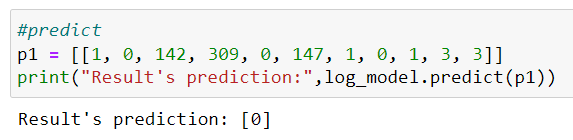 #predict
p1 = [[1, 0, 142, 309, 0, 147, 1, 0, 1, 3, 3]]
print("Result's prediction:",log_model.predict(p1))
Result's prediction: [0]